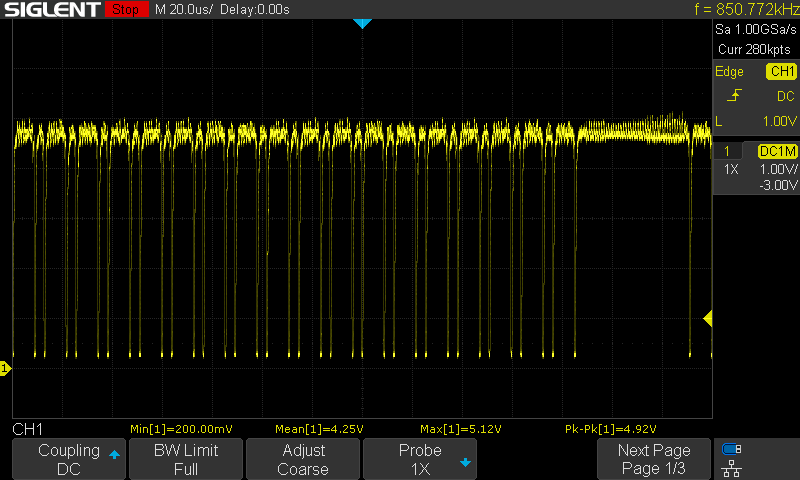 SIGLENT Stop M 20.0us/ Delay:0.00s f = 850.772kHz
Sa 1.00GSa/s
Curr 280kpts
Edge CH1
DC
L 1.00V
1 DC1M
1X 1.00V/
-3.00V
1
CH1 Min[1]=200.00mV Mean[1]=4.25V Max[1]=5.12V Pk-Pk[1]=4.92V
Coupling BW Limit Adjust Probe Next Page
DC Full Coarse 1X Page 1/3